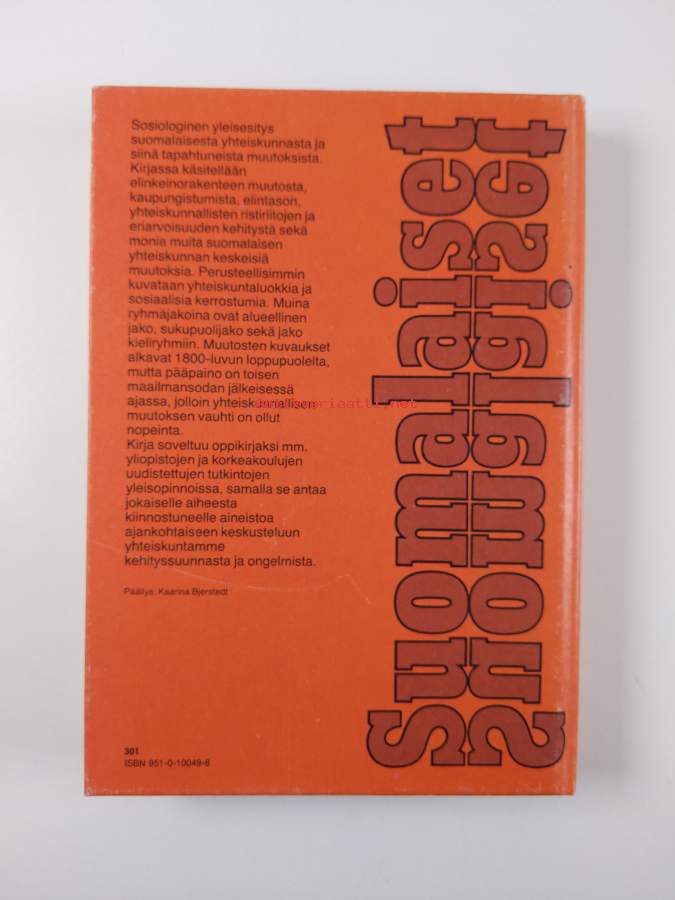 Sosiologinen yleisesitys
suomalaisesta yhteiskunnasta ja
siinä tapahtuneista muutoksista.
Kirjassa käsitellään
elinkeinorakenteen muutosta,
kaupungistumista, elintason,
yhteiskunnallisten ristiriitojen ja
eriarvoisuuden kehitystä sekä
monia muita suomalaisen
yhteiskunnan keskeisiä
muutoksia. Perusteellisimmin
kuvataan yhteiskuntaluokkia ja
sosiaalisia kerrostumia. Muina
ryhmäjakoina ovat alueellinen
jako, sukupuolijako sekä jako
kieliryhmiin. Muutosten kuvaukset
alkavat 1800-luvun loppupuolelta,
mutta pääpaino on toisen
maailmansodan jälkeisessä
ajassa, jolloin yhteiskunnallisen
muutoksen vauhti on ollut
nopeinta.
Kirja soveltuu oppikirjaksi mm.
yliopistojen ja korkeakoulujen
uudistettujen tutkintojen
yleisopinnoissa, samalla se antaa
jokaiselle aiheesta
kiinnostuneelle aineistoa
ajankohtaiseen keskusteluun
yhteiskuntamme
kehityssuunnasta ja ongelmista.
Päällys: Kaarina Bjerstedt
301
ISBN 951-0-10049-8
suomalaiset
suomalaiset